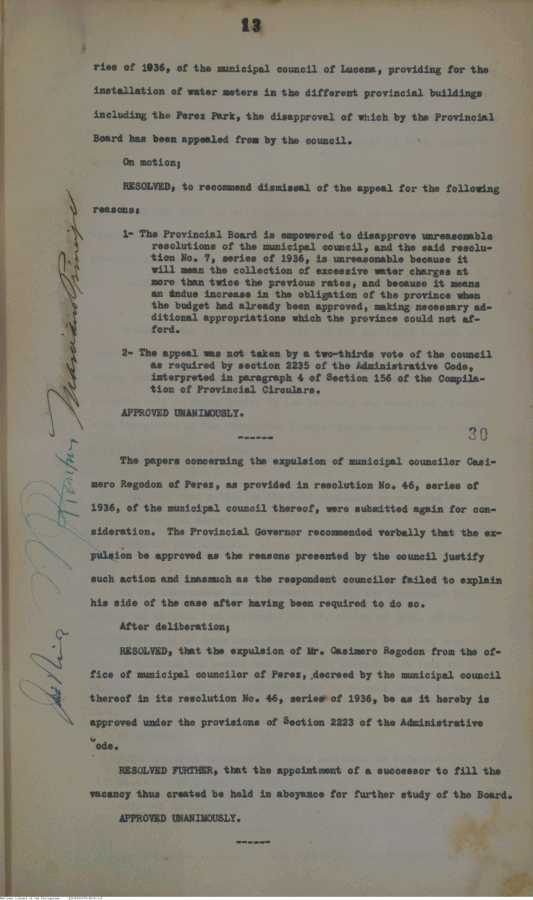 13
ries of 1936, of the municipal council of Lucena, providing for the
installation of water meters in the different provincial buildings
including the Perez Park, the disapproval of which by the Provincial
Board has been appealed from by the council.
On motion;
RESOLVED, to recommend dismissal of the appeal for the following
reasons:
1- The Provincial Board is empowered to disapprove unreasonable
resolutions of the municipal council, and the said resolu-
tion No. 7, series of 1936, is unreasonable because it
will mean the collection of excessive water charges at
more than twice the previous rates, and because it means
an undue increase in the obligation of the province when
the budget had already been approved, making necessary ad-
ditional appropriations which the province could not af-
ford.
2- The appeal was not taken by a two-thirds vote of the council
as required by section 2235 of the Administrative Code,
interpreted in paragraph 4 of Section 156 of the Compila-
tion of Provincial Circulars.
APPROVED UNANIMOUSLY.
------
30
The papers concerning the expulsion of municipal councilor Casi-
mero Regodon of Perez, as provided in resolution No. 46, series of
1936, of the municipal council thereof, were submitted again for con-
sideration. The Provincial Governor recommended verbally that the ex-
pulsion be approved as the reasons presented by the council justify
such action and inasmuch as the respondent councilor failed to explain
his side of the case after having been required to do so.
After deliberation;
RESOLVED, that the expulsion of Mr. Casimero Regodon from the of-
fice of municipal councilor of Perez, decreed by the municipal council
thereof in its resolution No. 46, series of 1936, be as it hereby is
approved under the provisions of Section 2223 of the Administrative
Code.
RESOLVED FURTHER, that the appointment of a successor to fill the
vacancy thus created be held in abeyance for further study of the Board.
APPROVED UNANIMOUSLY.
------
National Library of the Philippines